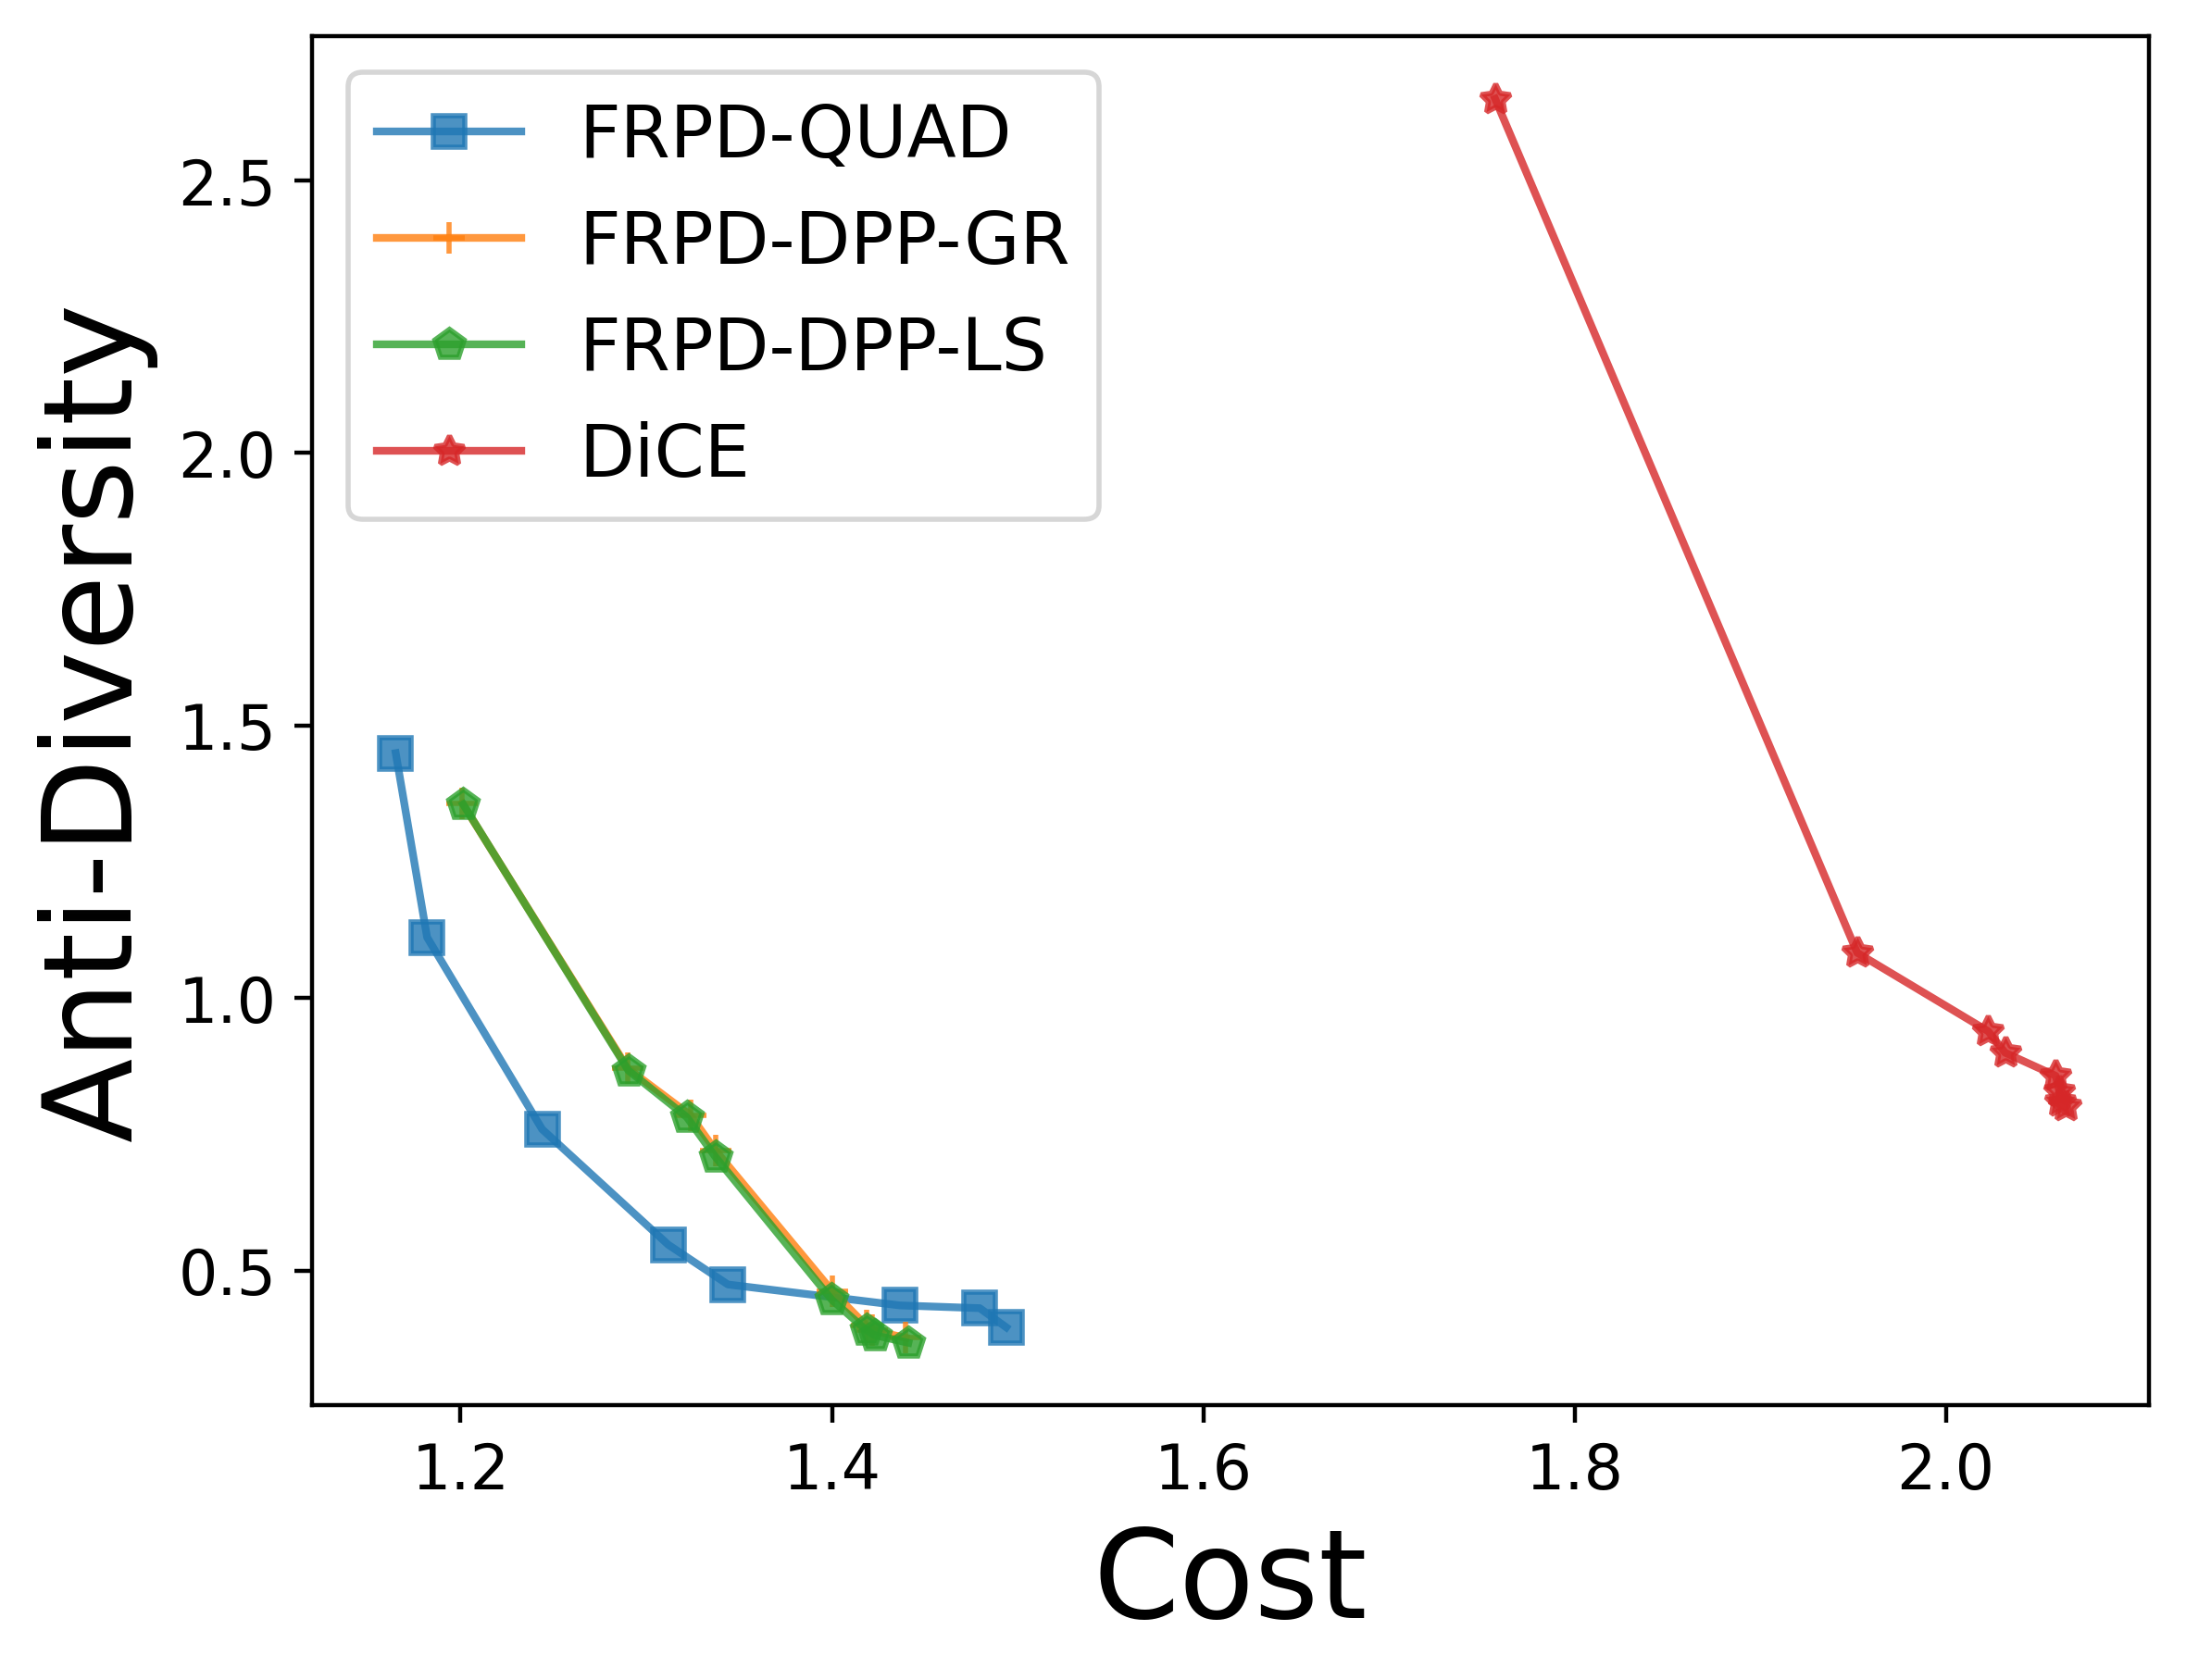 FRPD-QUAD
FRPD-DPP-GR
FRPD-DPP-LS
DiCE
Anti-Diversity
2.5
2.0
1.5
1.0
0.5
1.2 1.4 1.6 1.8 2.0
Cost